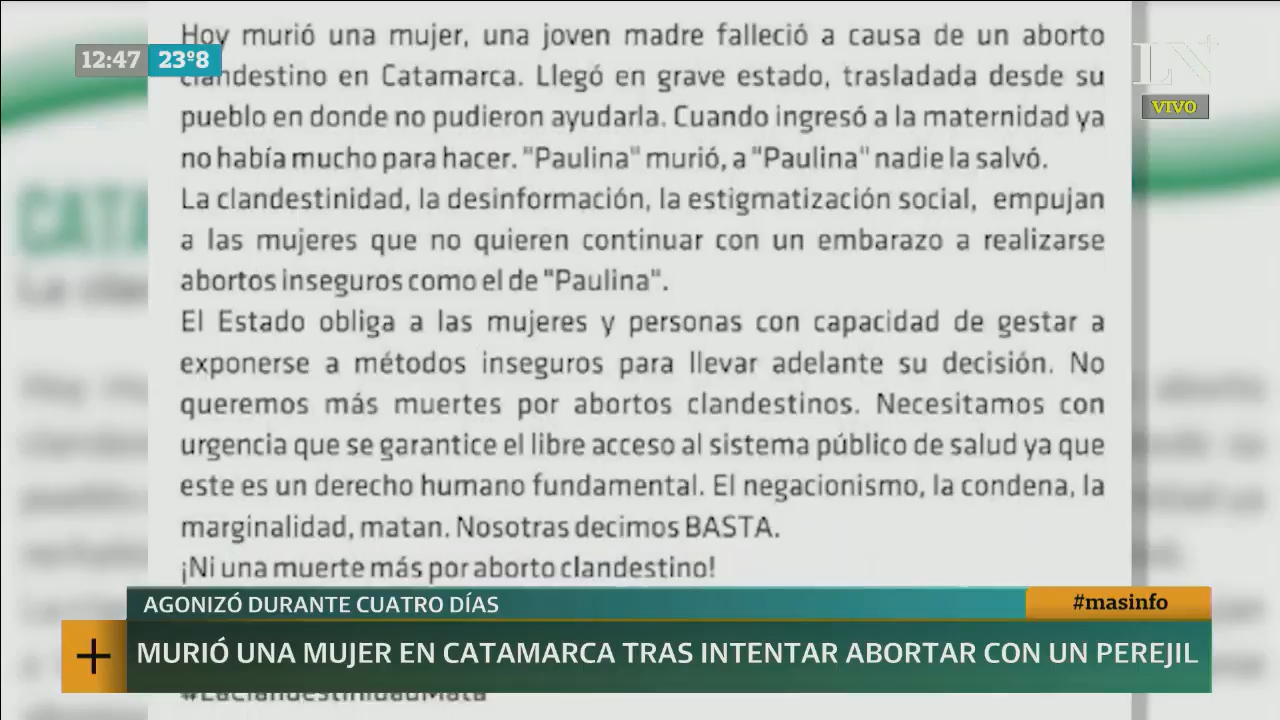 Hoy murió una mujer, una joven madre falleció a causa de un aborto
12:47 23º8
clandestino en Catamarca. Llegó en grave estado, trasladada desde su
LN+
pueblo en donde no pudieron ayudarla. Cuando ingresó a la maternidad ya
VIVO
no había mucho para hacer. "Paulina" murió, a "Paulina" nadie la salvó.
La clandestinidad, la desinformación, la estigmatización social, empujan
a las mujeres que no quieren continuar con un embarazo a realizarse
abortos inseguros como el de "Paulina".
El Estado obliga a las mujeres y personas con capacidad de gestar a
exponerse a métodos inseguros para llevar adelante su decisión. No
queremos más muertes por abortos clandestinos. Necesitamos con
urgencia que se garantice el libre acceso al sistema público de salud ya que
este es un derecho humano fundamental. El negacionismo, la condena, la
marginalidad, matan. Nosotras decimos BASTA.
¡Ni una muerte más por aborto clandestino!
AGONIZÓ DURANTE CUATRO DÍAS
#masinfo
MURIÓ UNA MUJER EN CATAMARCA TRAS INTENTAR ABORTAR CON UN PEREJIL
#LaClandestinidadMata